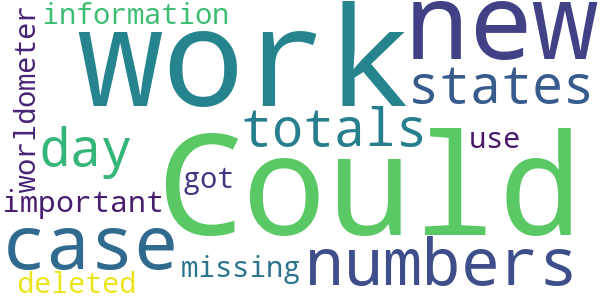 information
work
new
worldometer
states
totals
day
Could
use
got
important
case
numbers
missing
deleted